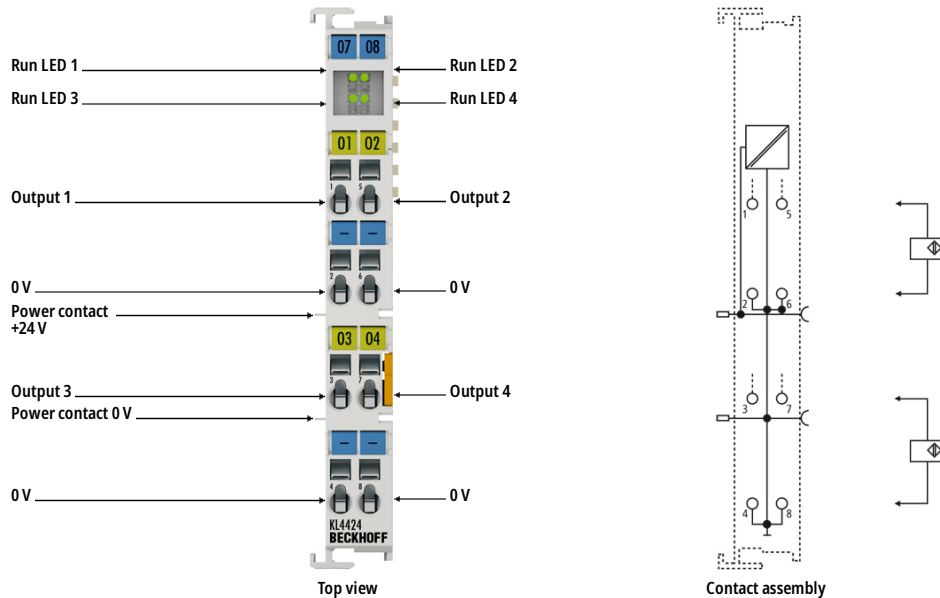 07 08
Run LED 1
Run LED 2
Run LED 3
Run LED 4
01 02
1 5
Output 1
Output 2
1 5
– –
2 6
0 V
0 V
2 6
Power contact
+24 V
03 04
3 7
Output 3
Output 4
3 7
Power contact 0 V
– –
4 8
0 V
0 V
4 8
KL4424
BECKHOFF
Top view
Contact assembly